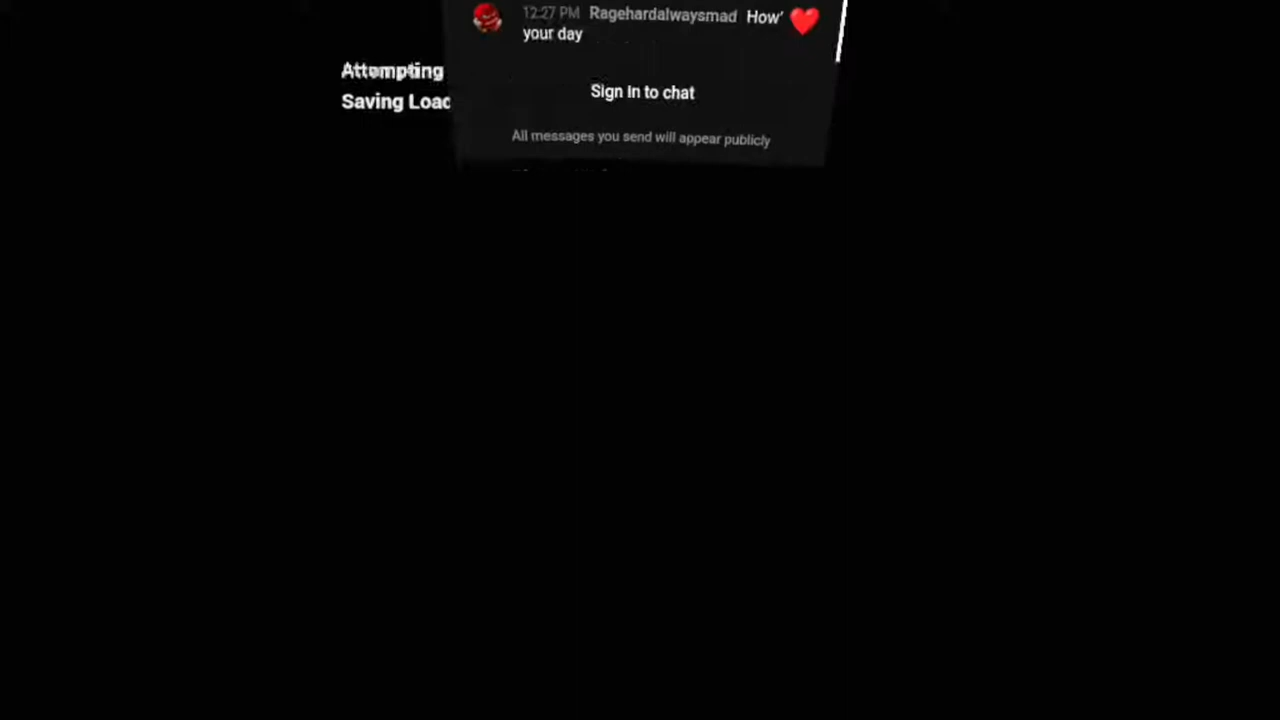 12:27 PM Ragehardalwaysmad How'
your day
Attempting
Saving Load
Sign in to chat
All messages you send will appear publicly